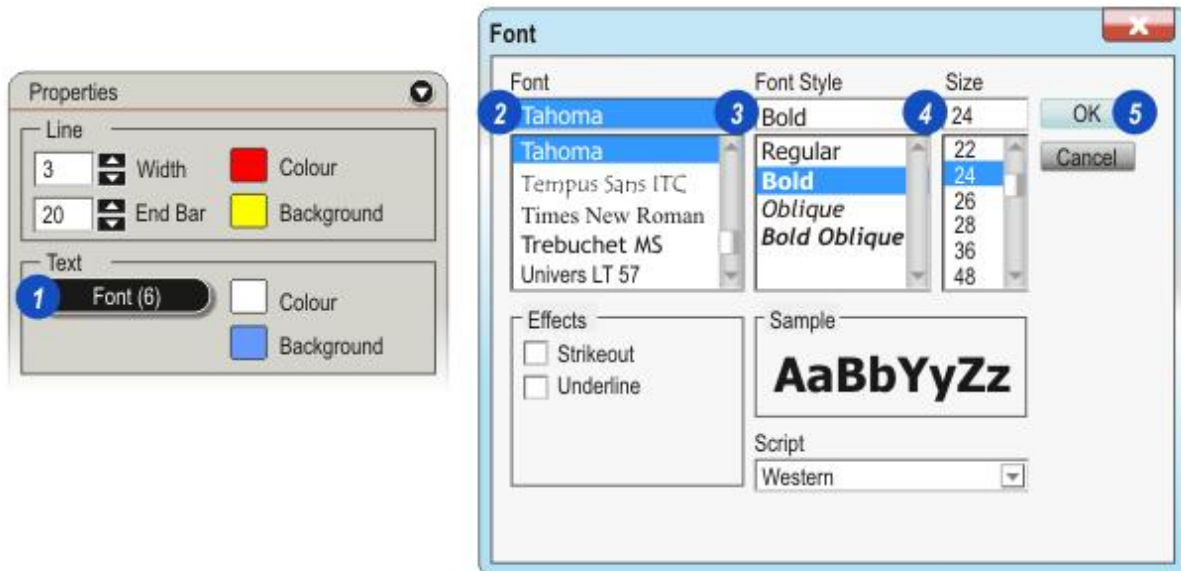 Properties
Line
3 Width Colour
20 End Bar Background
Text
1 Font (6) Colour
Background
Font
Font Font Style Size
2 Tahoma 3 Bold 4 24 OK 5
Cancel
Tahoma
Tempus Sans ITC
Times New Roman
Trebuchet MS
Univers LT 57
Regular
Bold
Oblique
Bold Oblique
22
24
26
28
36
48
Effects
Strikeout
Underline
Sample
AaBbYyZz
Script
Western